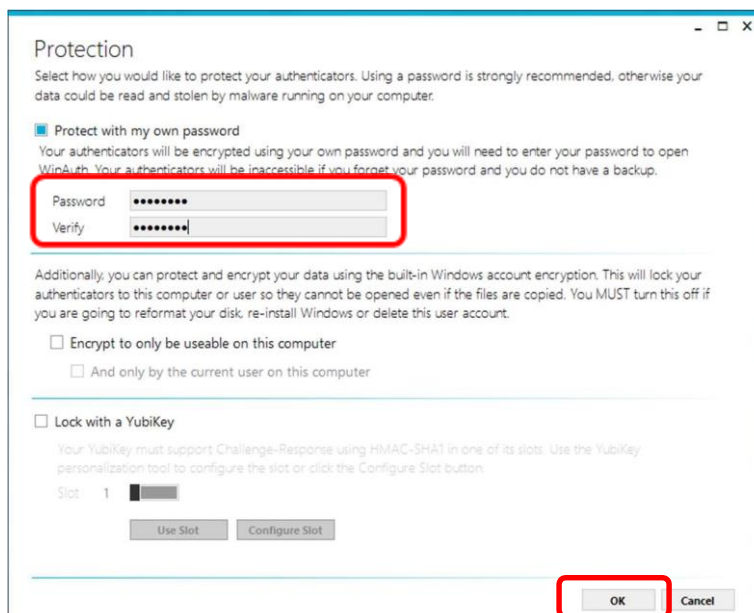 Protection
Select how you would like to protect your authenticators. Using a password is strongly recommended, otherwise your
data could be read and stolen by malware running on your computer.
Protect with my own password
Your authenticators will be encrypted using your own password and you will need to enter your password to open
WinAuth. Your authenticators will be inaccessible if you forget your password and you do not have a backup.
Password ••••••••
Verify ••••••••
Additionally, you can protect and encrypt your data using the built-in Windows account encryption. This will lock your
authenticators to this computer or user so they cannot be opened even if the files are copied. You MUST turn this off if
you are going to reformat your disk, re-install Windows or delete this user account.
Encrypt to only be useable on this computer
And only by the current user on this computer
Lock with a YubiKey
Your YubiKey must support Challenge-Response using HMAC-SHA1 in one of its slots. Use the YubiKey
personalization tool to configure the slot or click the Configure Slot button.
Slot 1
Use Slot Configure Slot
OK Cancel